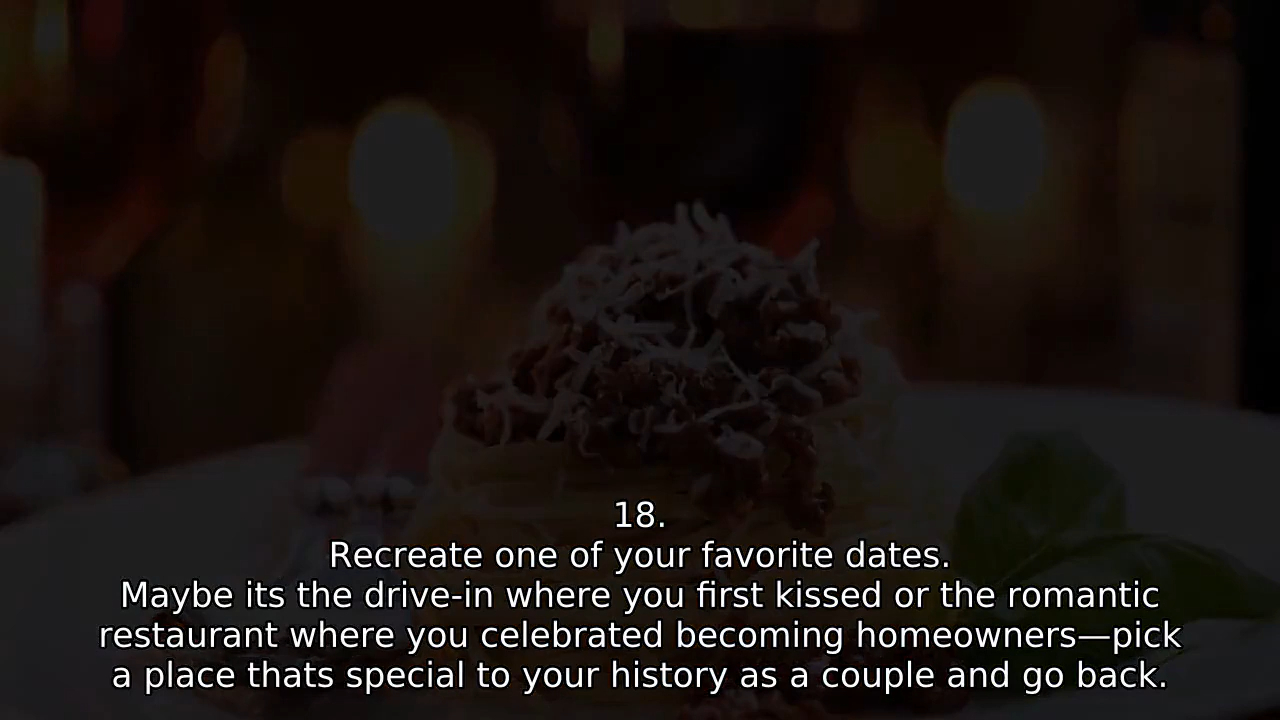 18.
Recreate one of your favorite dates.
Maybe its the drive-in where you first kissed or the romantic
restaurant where you celebrated becoming homeowners—pick
a place thats special to your history as a couple and go back.